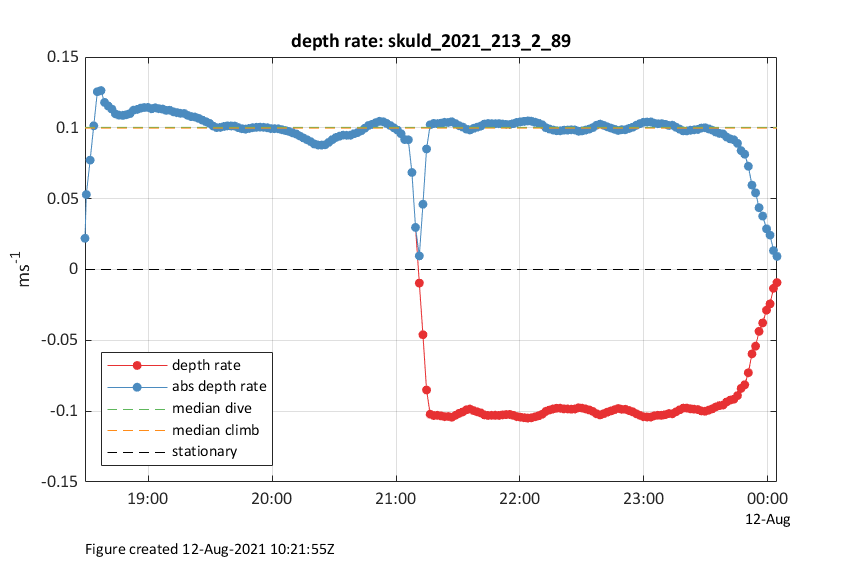 depth rate: skuld_2021_213_2_89
0.15
0.1
0.05
0
-0.05
-0.1
-0.15
ms-1
depth rate
abs depth rate
median dive
median climb
stationary
19:00 20:00 21:00 22:00 23:00 00:00
12-Aug
Figure created 12-Aug-2021 10:21:55Z